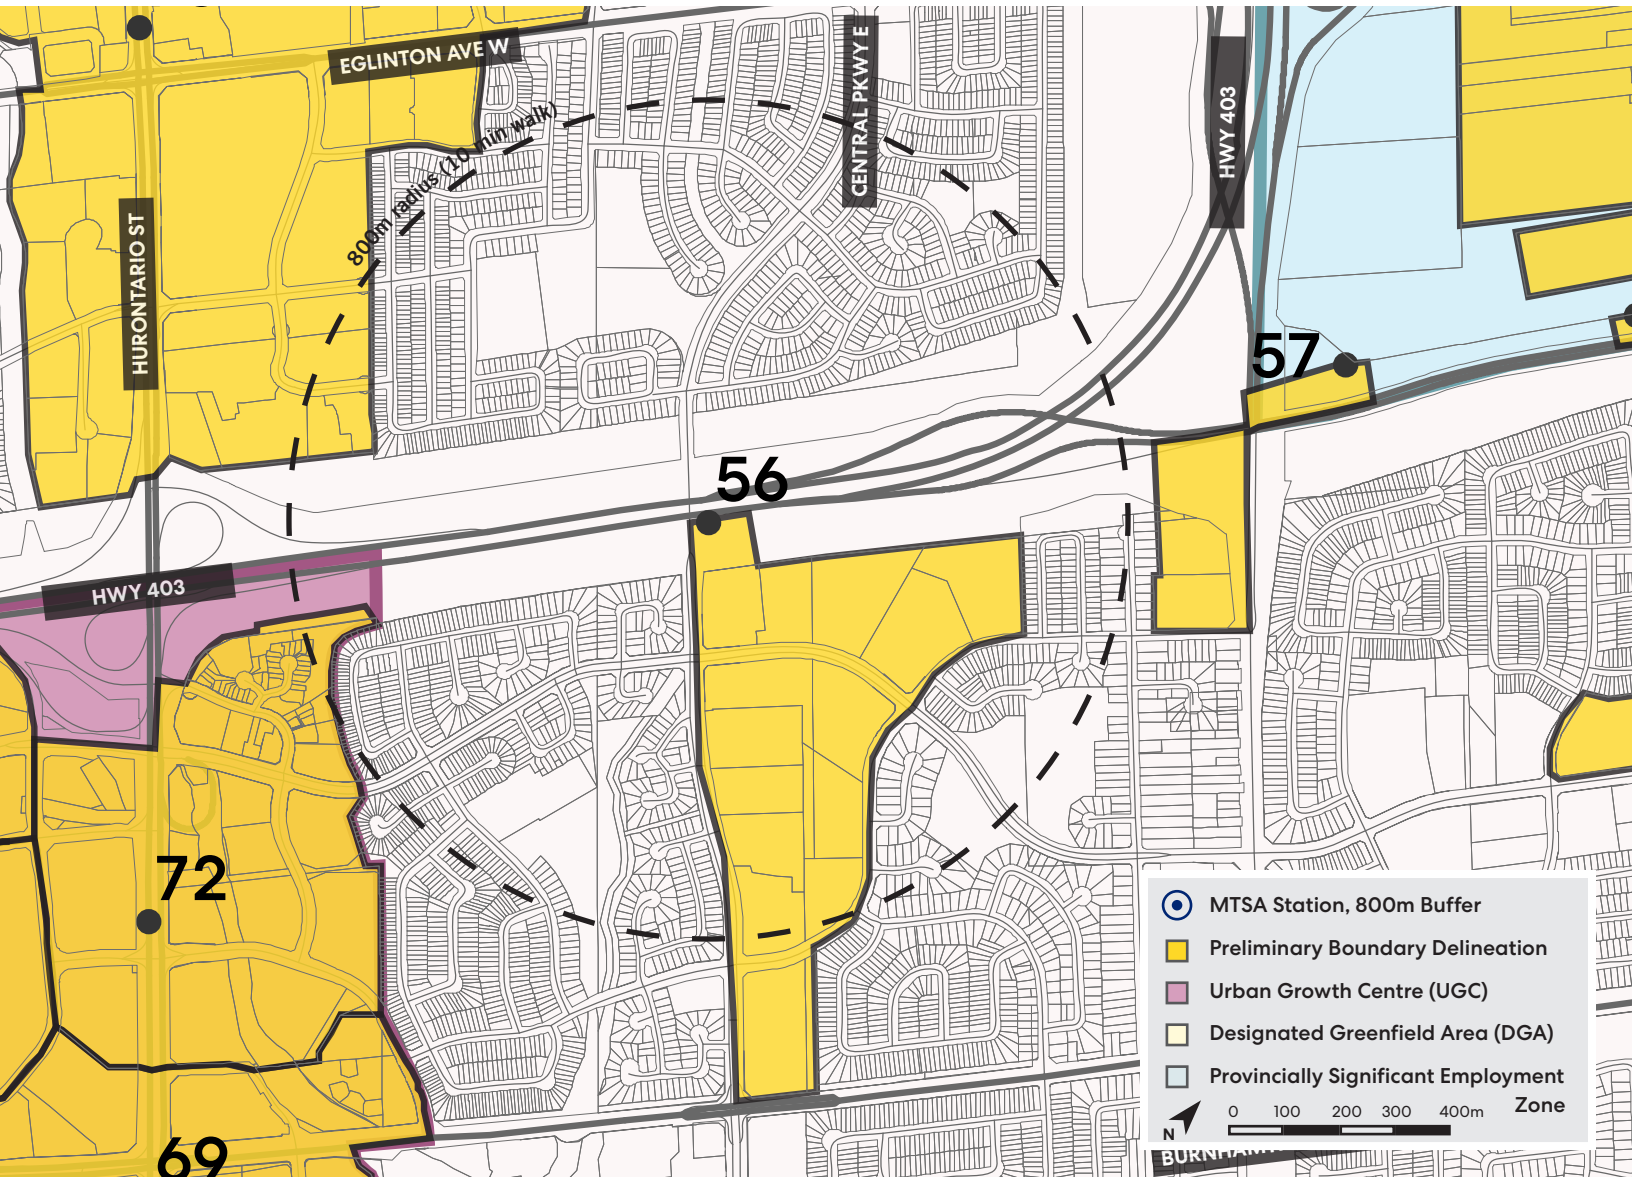 EGLINTON AVE W
CENTRAL PKWY E
HWY 403
800m radius (10 min walk)
HURONTARIO ST
57
56
HWY 403
72
MTSA Station, 800m Buffer
Preliminary Boundary Delineation
Urban Growth Centre (UGC)
Designated Greenfield Area (DGA)
Provincially Significant Employment
Zone
0 100 200 300 400m
N
69